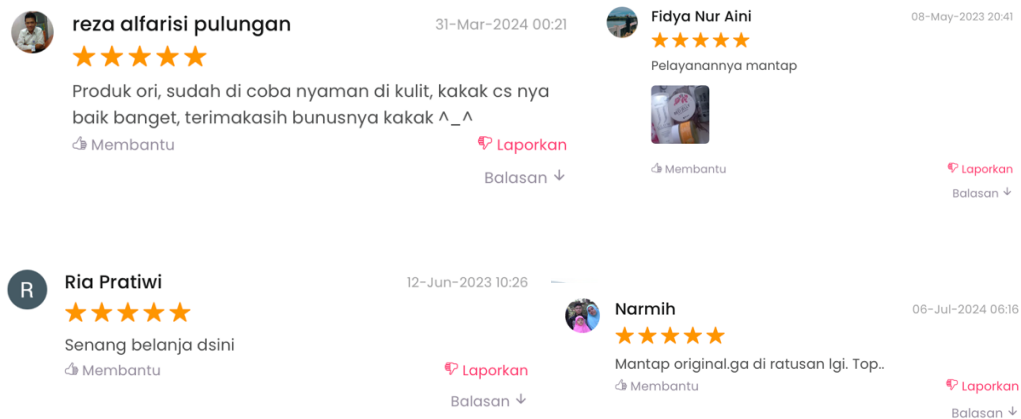 reza alfarisi pulungan
31-Mar-2024 00:21
Produk ori, sudah di coba nyaman di kulit, kakak cs nya
baik banget, terimakasih bunusnya kakak ^_^
Membantu
Laporkan
Balasan
Fidya Nur Aini
08-May-2023 20:41
Pelayanannya mantap
Membantu
Laporkan
Balasan
R
Ria Pratiwi
12-Jun-2023 10:26
Senang belanja dsini
Membantu
Laporkan
Balasan
Narmih
06-Jul-2024 06:16
Mantap original.ga di ratusan lgi. Top..
Membantu
Laporkan
Balasan